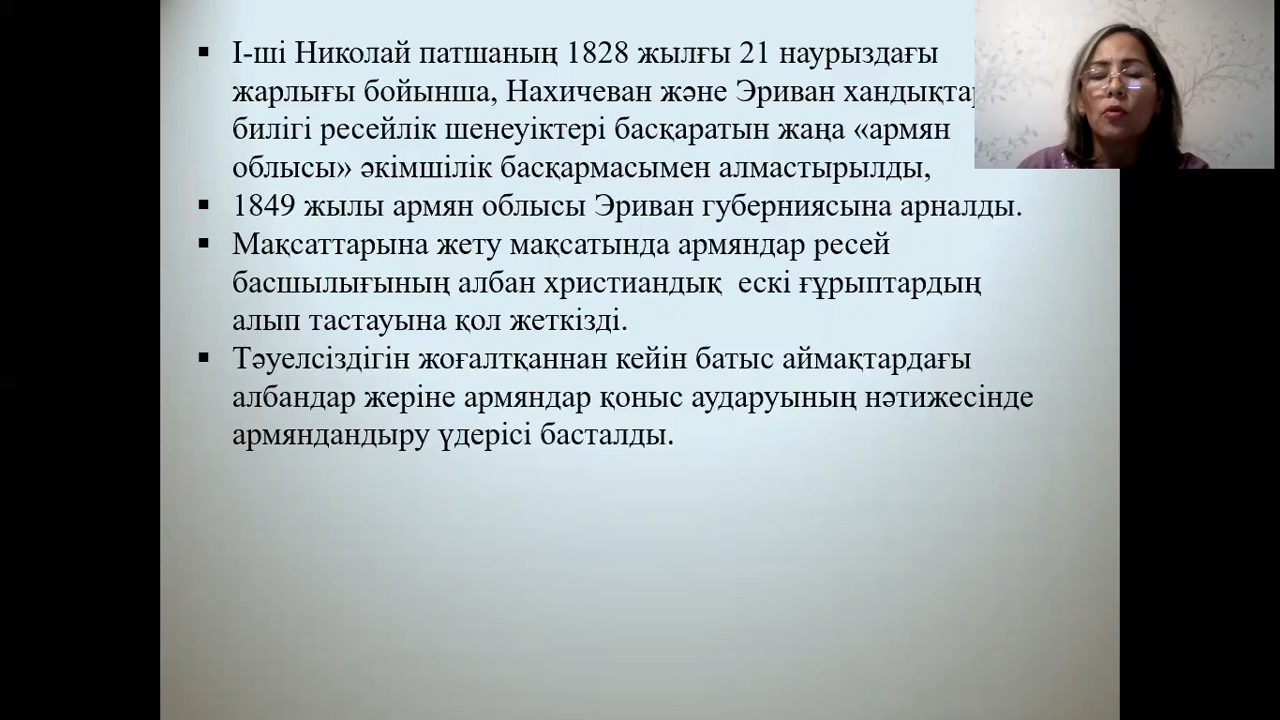 ▪ І-ші Николай патшаның 1828 жылғы 21 наурыздағы
жарлығы бойынша, Нахичеван және Эриван
билігі ресейлік шенеуіктері басқаратын жаңа «армян
облысы» әкімшілік басқармасымен алмастырылды,
▪ 1849 жылы армян облысы Эриван губерниясына арналды.
▪ Мақсаттарына жету мақсатында армяндар ресей
басшылығының албан христиандық ескі ғұрыптардың
алып тастауына қол жеткізді.
▪ Тәуелсіздігін жоғалтқаннан кейін батыс аймақтардағы
албандар жеріне армяндар қоныс аударуының нәтижесінде
армяндандыру үдерісі басталды.